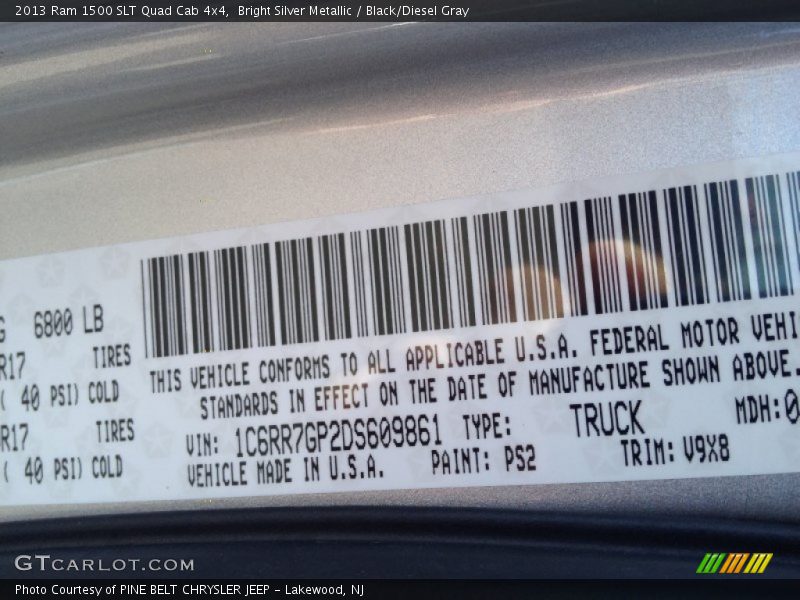 2013 Ram 1500 SLT Quad Cab 4x4,  Bright Silver Metallic / Black/Diesel Gray
G 6800 LB
R17 TIRES
( 40 PSI) COLD
R17 TIRES
( 40 PSI) COLD
THIS VEHICLE CONFORMS TO ALL APPLICABLE U.S.A. FEDERAL MOTOR VEHI
STANDARDS IN EFFECT ON THE DATE OF MANUFACTURE SHOWN ABOVE.
VIN: 1C6RR7GP2DS609861 TYPE: TRUCK MDH:0
VEHICLE MADE IN U.S.A. PAINT: PS2 TRIM: V9X8
GTCARLOT.COM
Photo Courtesy of PINE BELT CHRYSLER JEEP - Lakewood, NJ